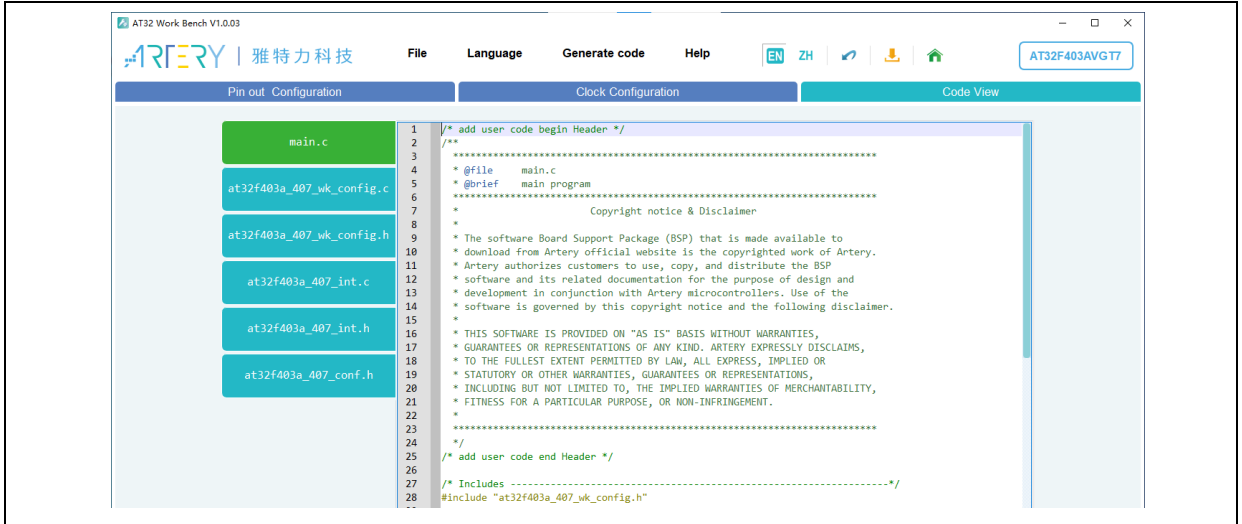 AT32 Work Bench V1.0.03
ARTERY 雅特力科技 File Language Generate code Help EN ZH AT32F403AVGT7
Pin out Configuration Clock Configuration Code View
main.c
at32f403a_407_wk_config.c
at32f403a_407_wk_config.h
at32f403a_407_int.c
at32f403a_407_int.h
at32f403a_407_conf.h
1 /* add user code begin Header */
2 /**
3 **************************************************************************
4 * @file main.c
5 * @brief main program
6 **************************************************************************
7 * Copyright notice & Disclaimer
8 *
9 * The software Board Support Package (BSP) that is made available to
10 * download from Artery official website is the copyrighted work of Artery.
11 * Artery authorizes customers to use, copy, and distribute the BSP
12 * software and its related documentation for the purpose of design and
13 * development in conjunction with Artery microcontrollers. Use of the
14 * software is governed by this copyright notice and the following disclaimer.
15 *
16 * THIS SOFTWARE IS PROVIDED ON "AS IS" BASIS WITHOUT WARRANTIES,
17 * GUARANTEES OR REPRESENTATIONS OF ANY KIND. ARTERY EXPRESSLY DISCLAIMS,
18 * TO THE FULLEST EXTENT PERMITTED BY LAW, ALL EXPRESS, IMPLIED OR
19 * STATUTORY OR OTHER WARRANTIES, GUARANTEES OR REPRESENTATIONS,
20 * INCLUDING BUT NOT LIMITED TO, THE IMPLIED WARRANTIES OF MERCHANTABILITY,
21 * FITNESS FOR A PARTICULAR PURPOSE, OR NON-INFRINGEMENT.
22 *
23 **************************************************************************
24 */
25 /* add user code end Header */
26
27 /* Includes ------------------------------------------------------------------*/
28 #include "at32f403a_407_wk_config.h"